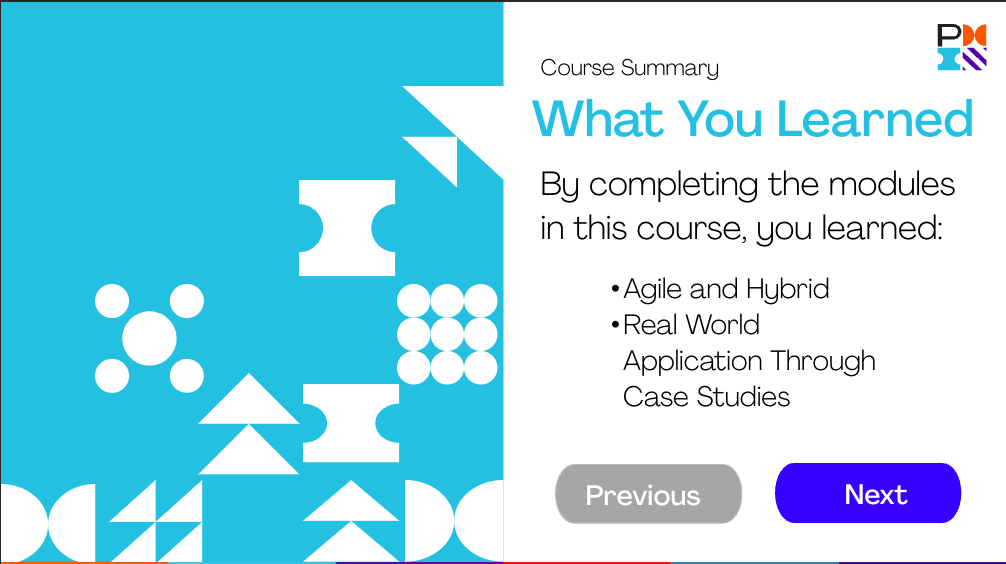 P
Course Summary
What You Learned
By completing the modules
in this course, you learned:
•Agile and Hybrid
•Real World
Application Through
Case Studies
Previous
Next